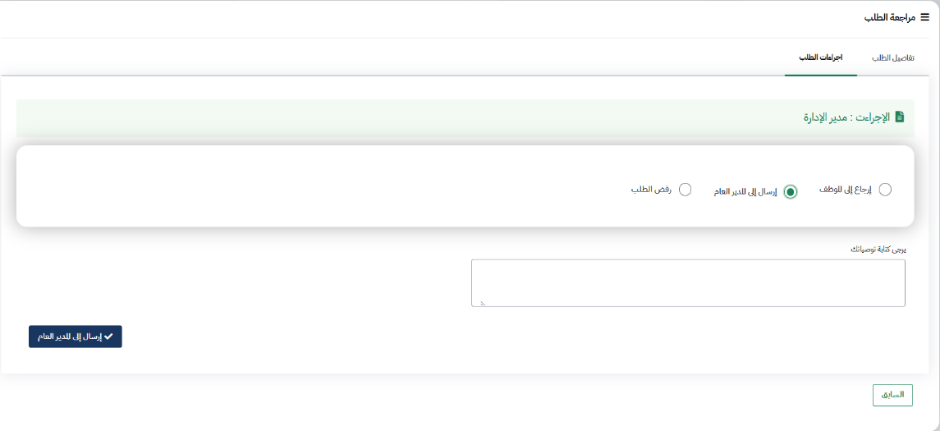 مراجعة الطلب
تفاصيل الطلب
اجراءات الطلب
الإجراءت : مدير الإدارة
إرجاع إلى الموظف
إرسال إلى المدير العام
رفض الطلب
يرجى كتابة توصياتك
إرسال إلى المدير العام
السابق